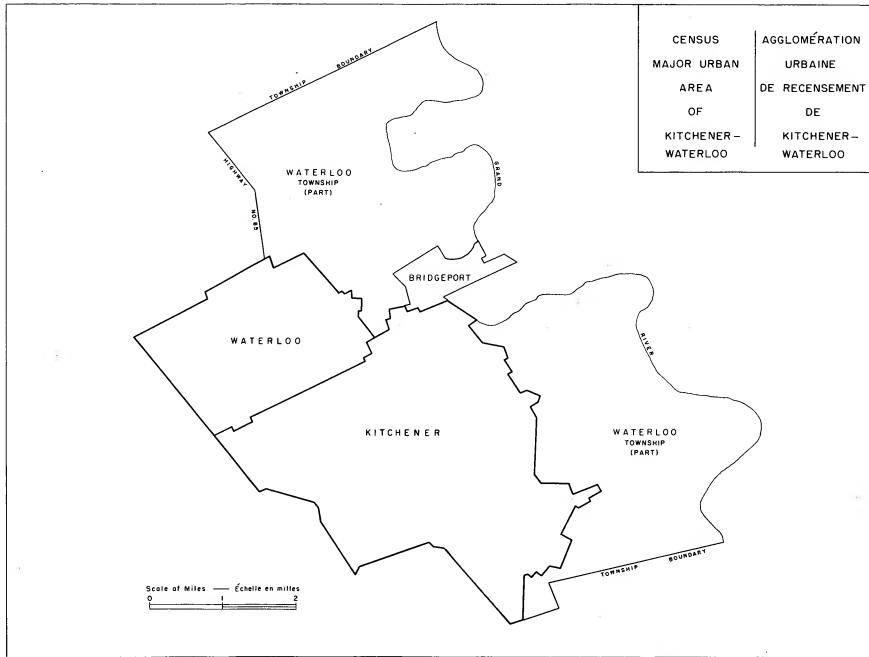 CENSUS
MAJOR URBAN
AREA
OF
KITCHENER–
WATERLOO
AGGLOMÉRATION
URBAINE
DE RECENSEMENT
DE
KITCHENER–
WATERLOO
TOWNSHIP BOUNDARY
HIGHWAY NO. 85
WATERLOO
TOWNSHIP
(PART)
GRAND
BRIDGEPORT
WATERLOO
RIVER
KITCHENER
WATERLOO
TOWNSHIP
(PART)
TOWNSHIP BOUNDARY
Scale of Miles — Échelle en milles
0 1 2